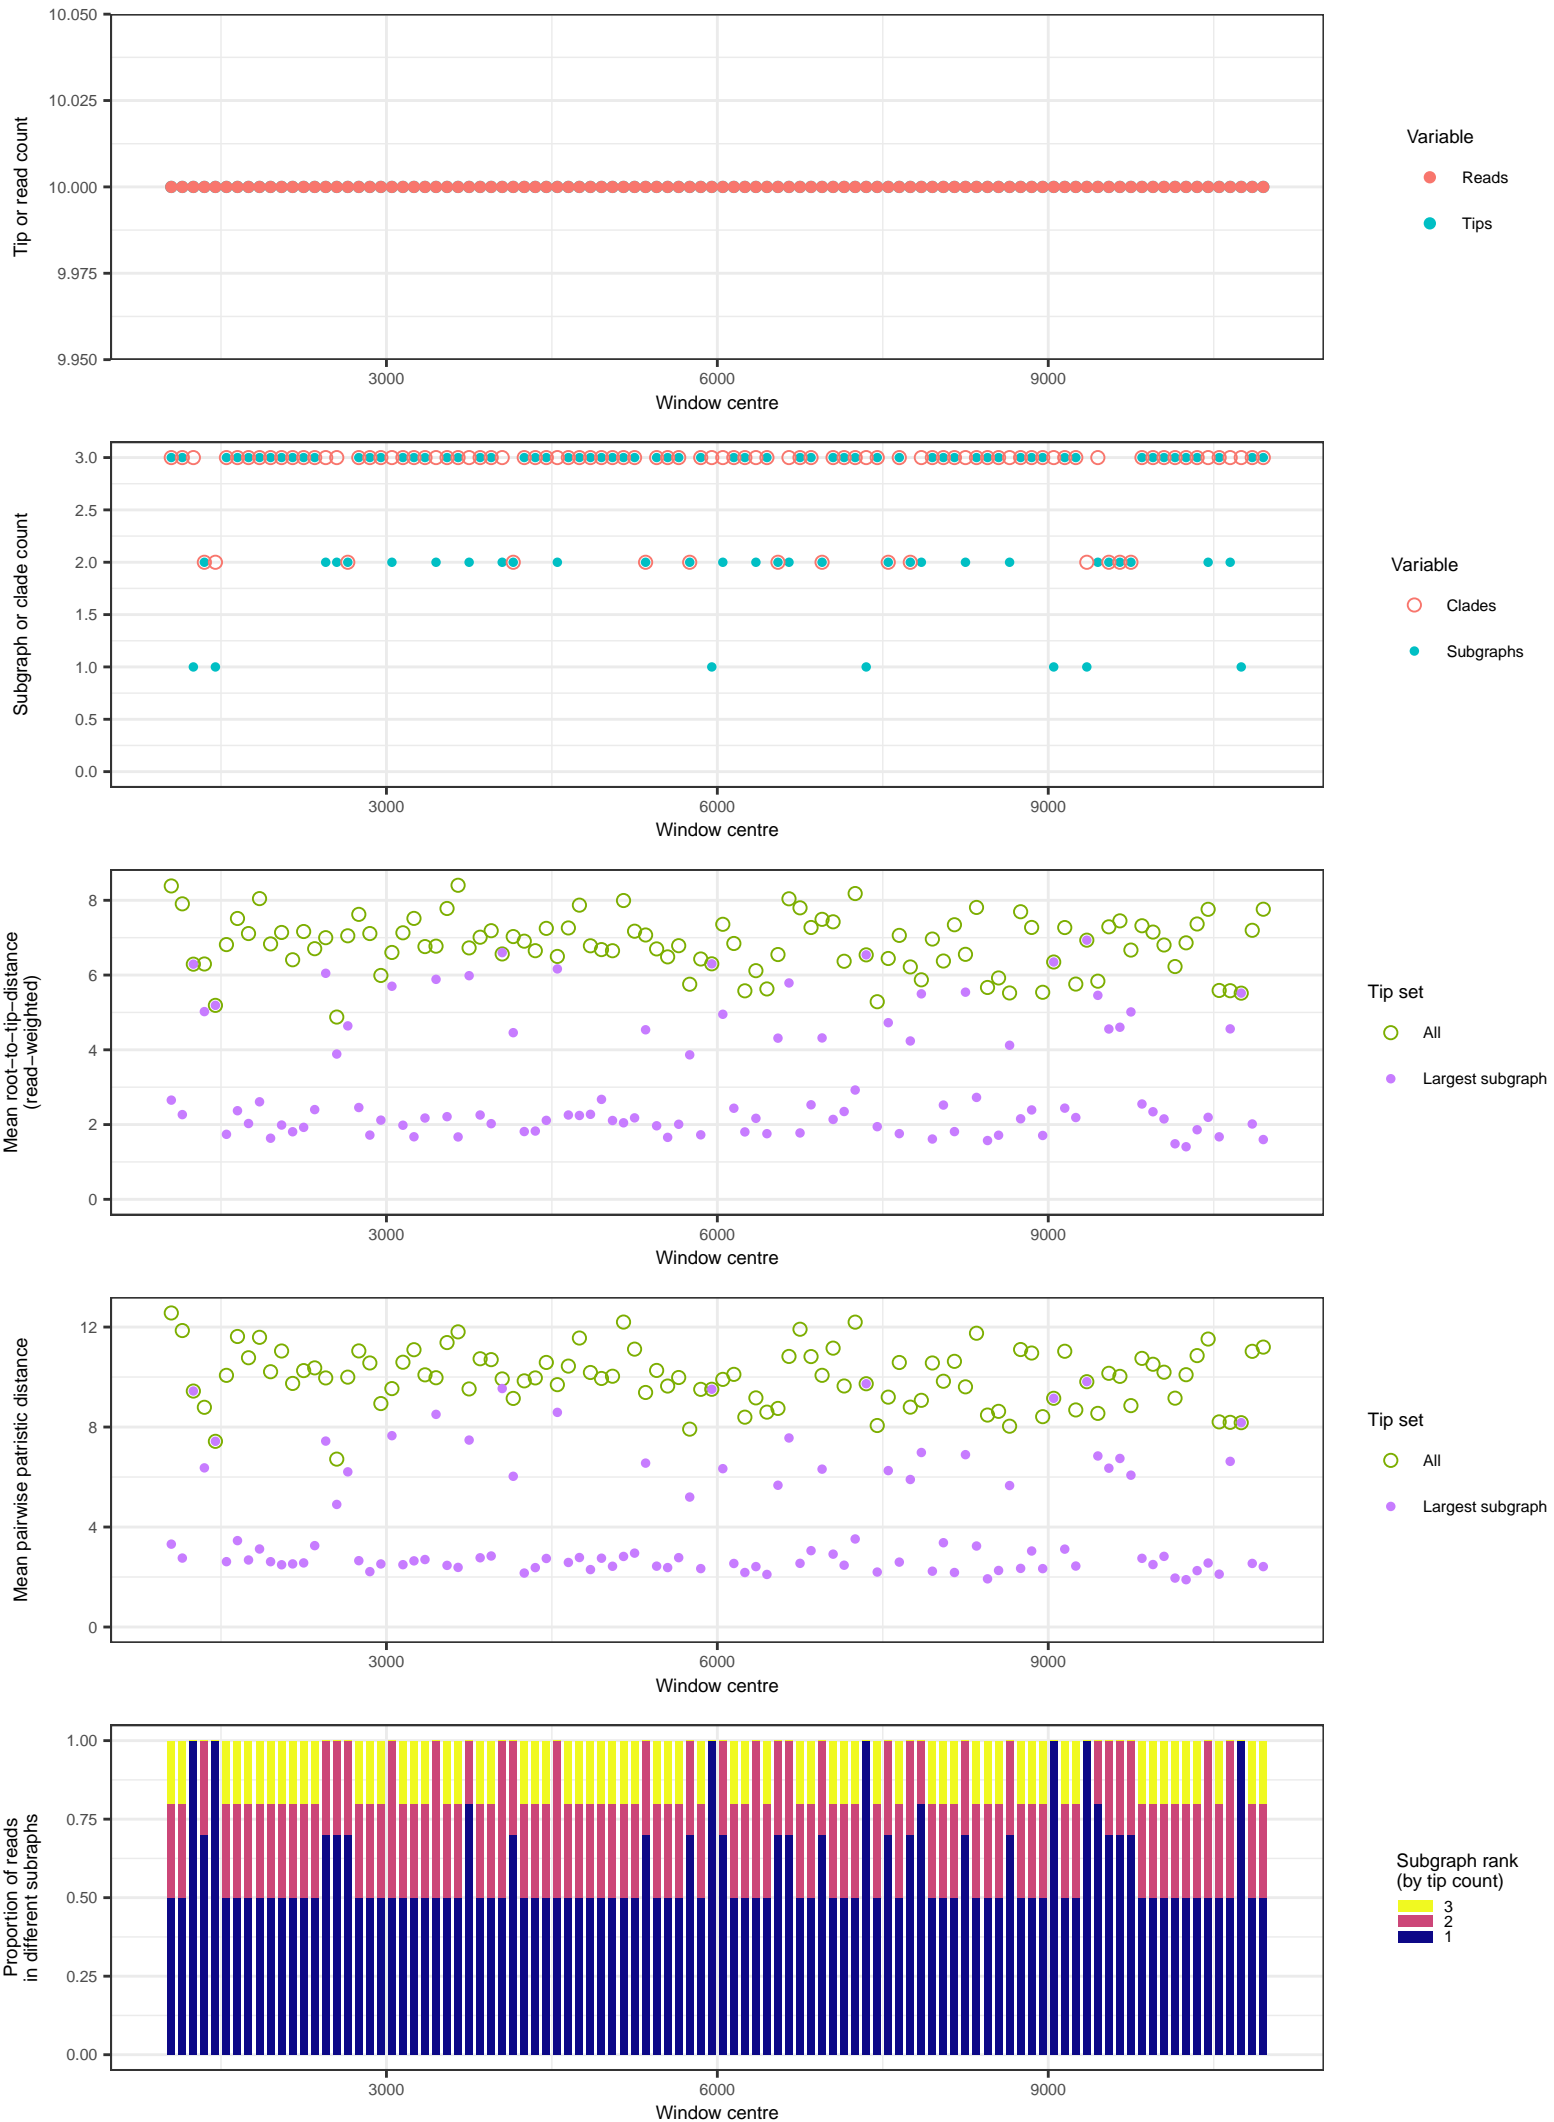 10.050
10.025
10.000
9.975
9.950
Tip or read count
3000 6000 9000
Window centre
Variable
Reads
Tips
3.0
2.5
2.0
1.5
1.0
0.5
0.0
Subgraph or clade count
3000 6000 9000
Window centre
Variable
Clades
Subgraphs
8
6
4
2
0
Mean root−to−tip−distance
(read−weighted)
3000 6000 9000
Window centre
Tip set
All
Largest subgraph
12
8
4
0
Mean pairwise patristic distance
3000 6000 9000
Window centre
Tip set
All
Largest subgraph
1.00
0.75
0.50
0.25
0.00
Proportion of reads
in different subraphs
3000 6000 9000
Window centre
Subgraph rank
(by tip count)
3
2
1